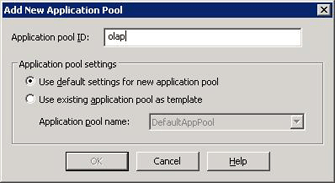 Add New Application Pool
Application pool ID: olap
Application pool settings
Use default settings for new application pool
Use existing application pool as template
Application pool name: DefaultAppPool
OK Cancel Help